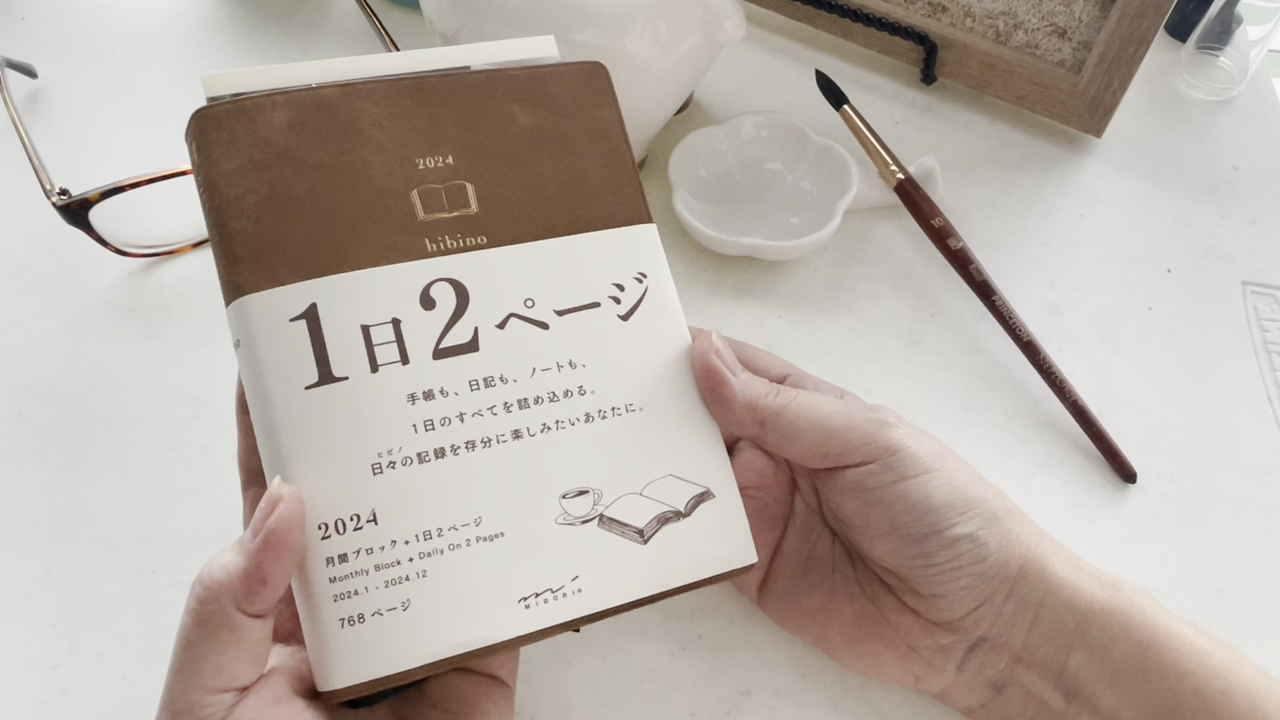 2024
hibino
1日2ページ
手帳も、日記も、ノートも、
1日のすべてを詰め込める。
ヒビノ
日々の記録を存分に楽しみたいあなたに。
2024
月間ブロック+1日2ページ
Monthly Block + Daily On 2 Pages
2024.1 - 2024.12
768ページ
MIDORI®
10
PRINCETON